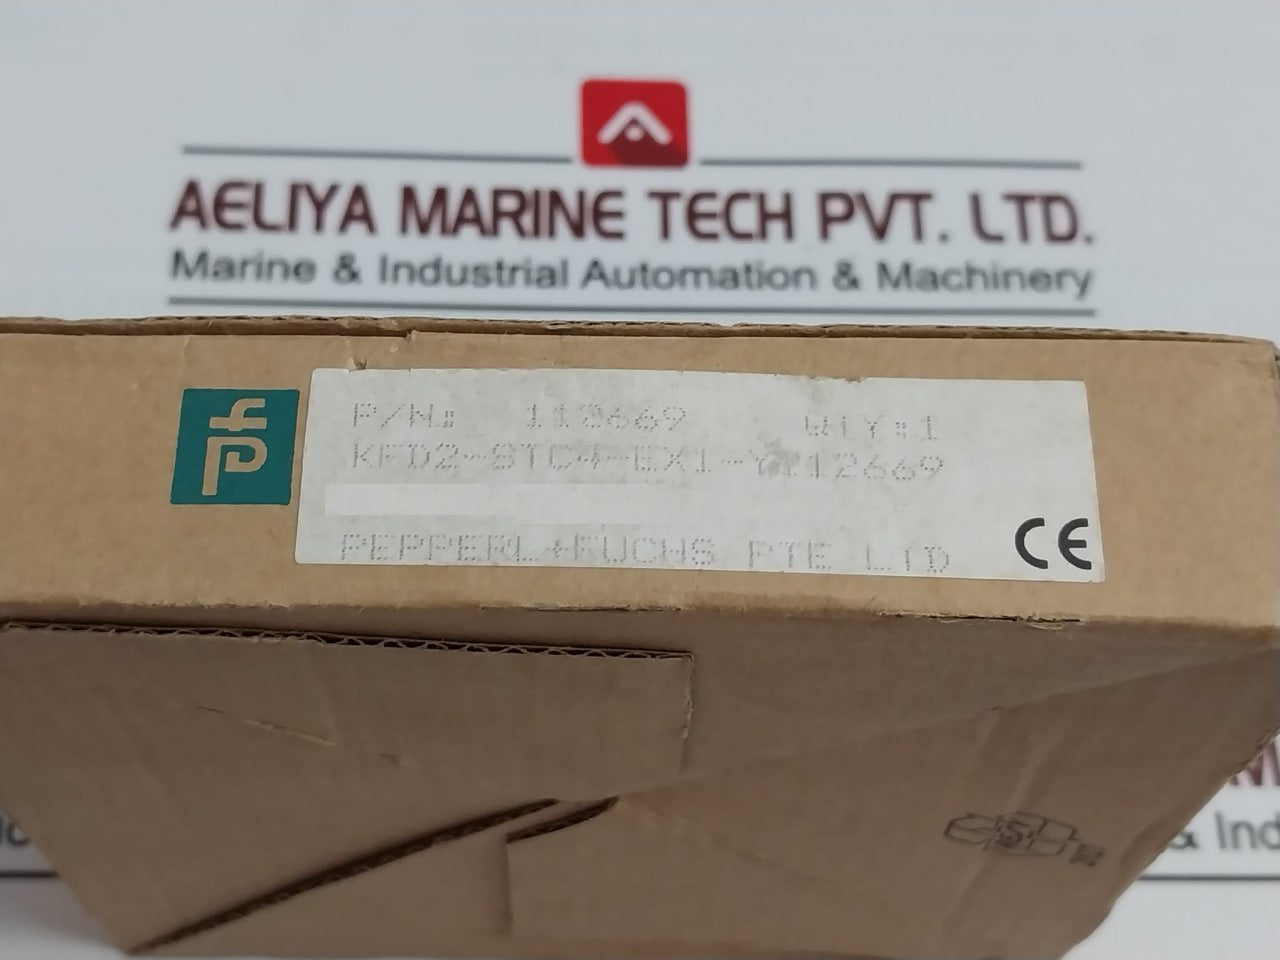 AELIYA MARINE TECH PVT. LTD.
Marine & Industrial Automation & Machinery
P/N: QTY:1
KFD2-STC4-EX1-Y112669
PEPPERL+FUCHS PTE LTD
CE
& Ind